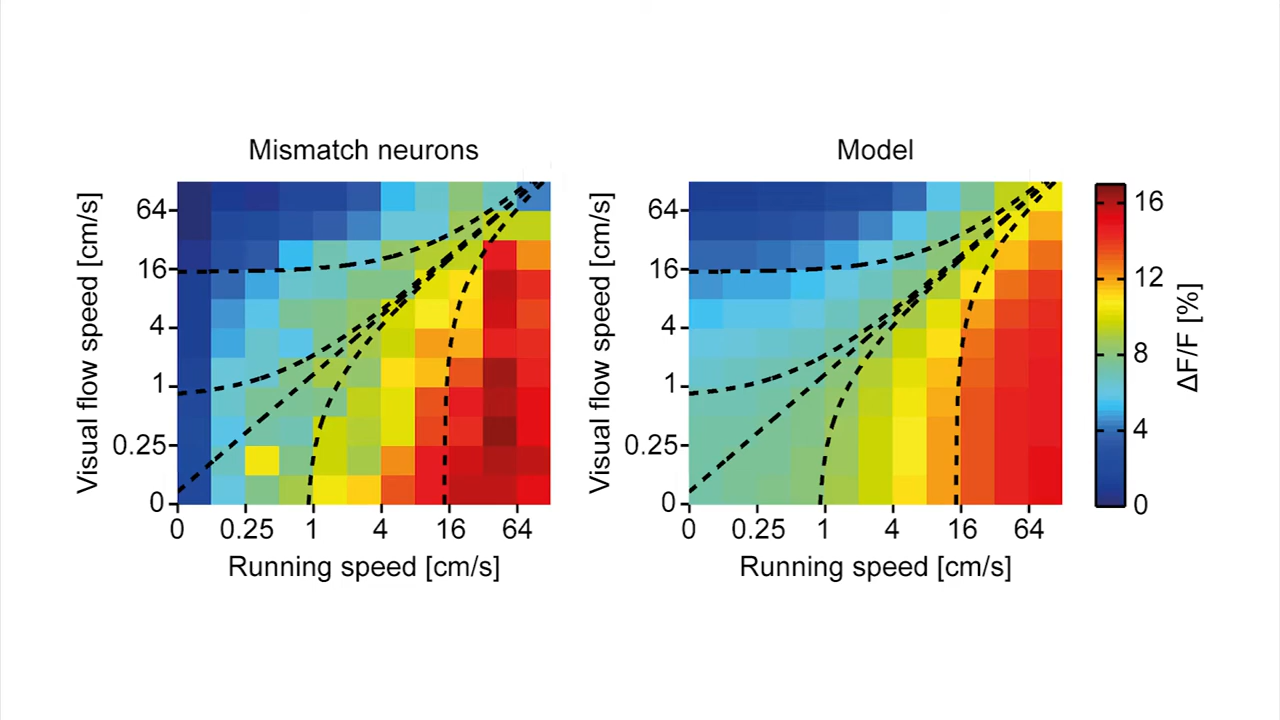 Mismatch neurons
Visual flow speed [cm/s]
64
16
4
1
0.25
0
0 0.25 1 4 16 64
Running speed [cm/s]
Model
Visual flow speed [cm/s]
64
16
4
1
0.25
0
0 0.25 1 4 16 64
Running speed [cm/s]
16
12
8
4
0
ΔF/F [%]